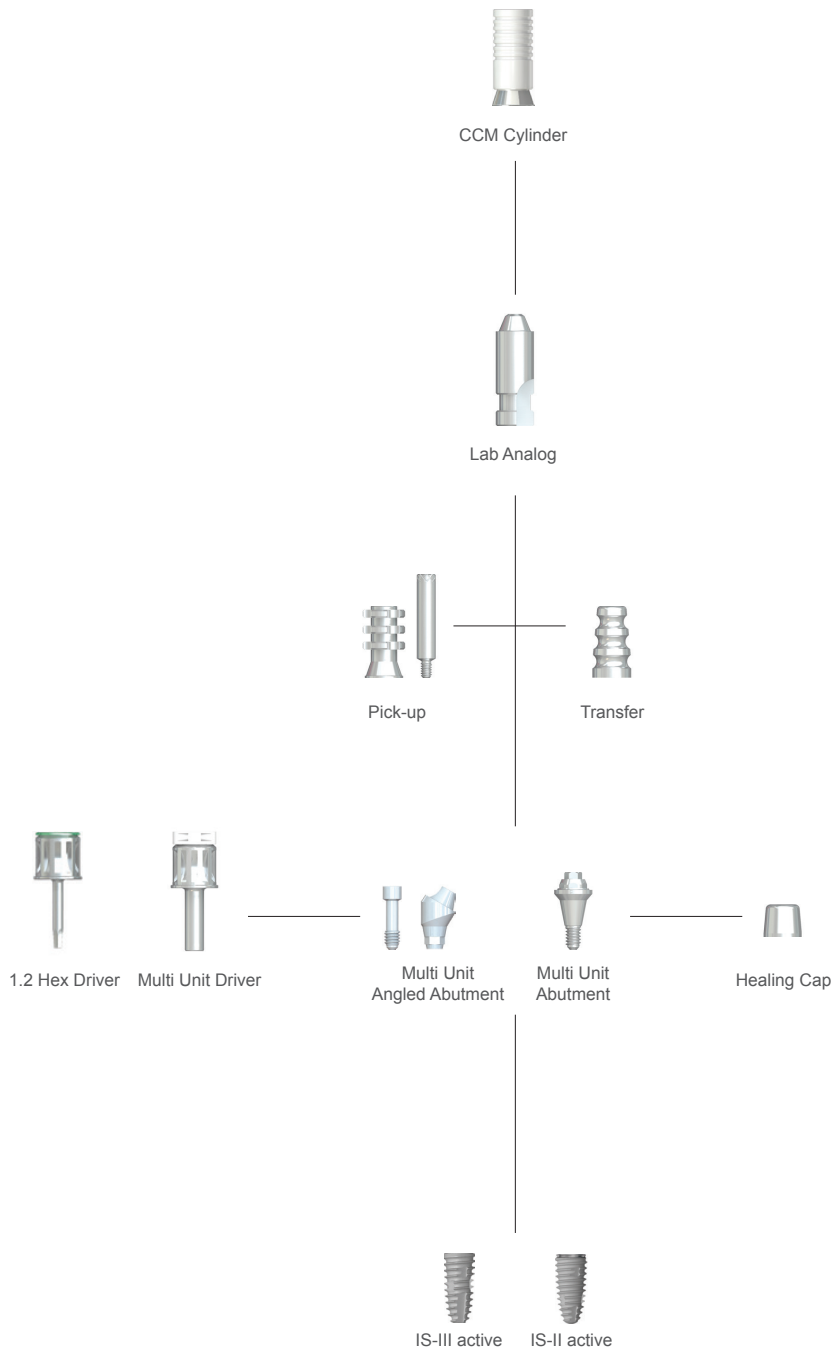 CCM Cylinder
Lab Analog
Pick-up
Transfer
1.2 Hex Driver
Multi Unit Driver
Multi Unit
Angled Abutment
Multi Unit
Abutment
Healing Cap
IS-III active
IS-II active